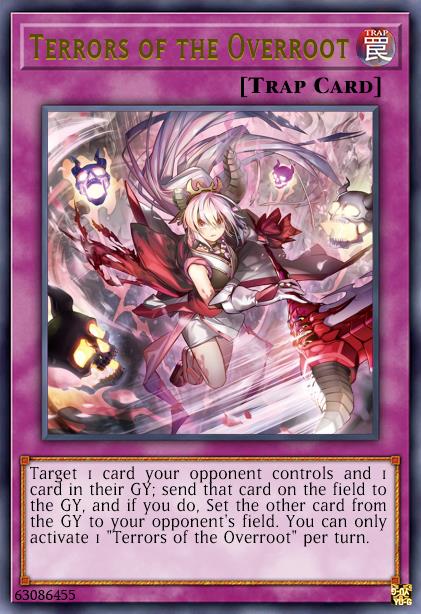 Terrors of the Overroot
TRAP
罠
[Trap Card]
Target 1 card your opponent controls and 1
card in their GY; send that card on the field to
the GY, and if you do, Set the other card from
the GY to your opponent's field. You can only
activate 1 "Terrors of the Overroot" per turn.
63086455